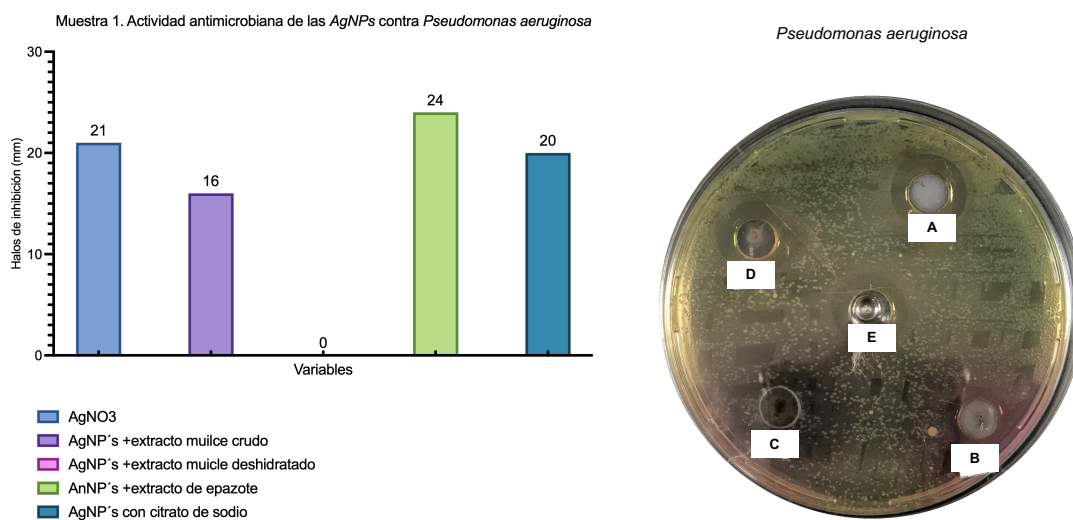 Muestra 1. Actividad antimicrobiana de las AgNPs contra Pseudomonas aeruginosa
Halos de inhibición (mm)
30
20
10
0
21
16
0
24
20
Variables
AgNO3
AgNP´s +extracto muilce crudo
AgNP´s +extracto muicle deshidratado
AnNP´s +extracto de epazote
AgNP´s con citrato de sodio
Pseudomonas aeruginosa
A
D
E
C
B